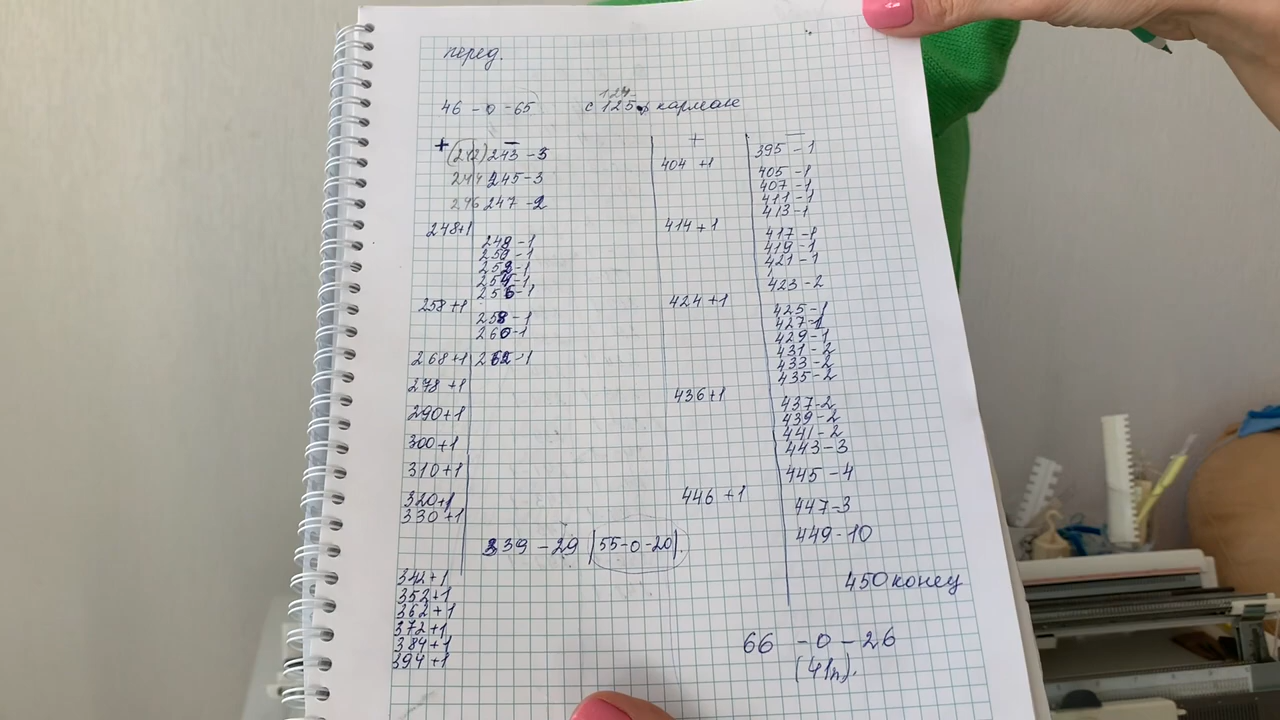 перед.
124
46 - 0 - 65 с 125 в кармане
+ -
(242) 243 - 3
244 245 - 3
246 247 - 2
248+1
249 - 1
250 - 1
252 - 1
254 - 1
256 - 1
258+1
258 - 1
260 - 1
268+1 262 - 1
278 +1
290+1
300+1
310+1
320+1
330+1
339 - 29 (55-0-20).
342+1
352+1
362+1
372+1
384+1
394+1
+ -
395 - 1
404 +1
405 - 1
407 - 1
411 - 1
413 - 1
414 + 1
417 - 1
419 - 1
421 - 1
423 - 2
424 +1
425 - 1
427 - 1
429 - 1
431 - 2
433 - 2
435 - 2
436+1
437 - 2
439 - 2
441 - 2
443 - 3
445 - 4
446 +1
447 - 3
449 - 10
450 конец
66 - 0 - 26
(41п).